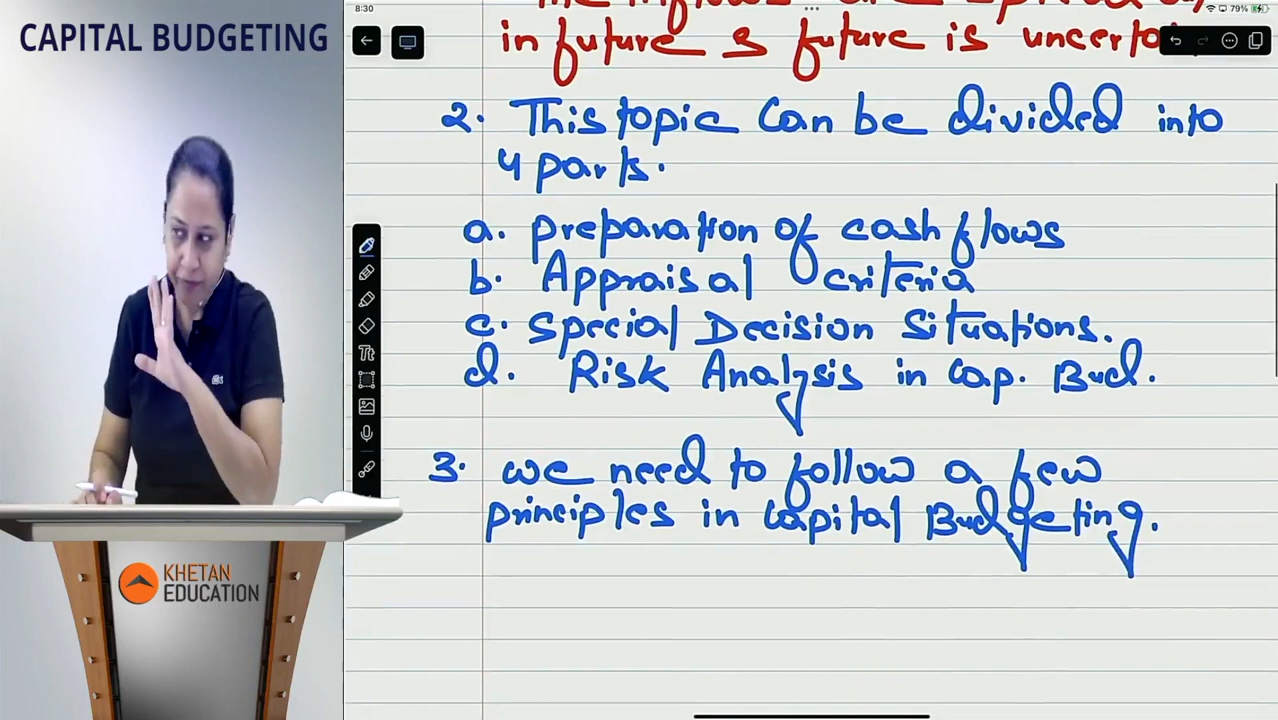 8:30
79%
CAPITAL BUDGETING
in future & future is
2. This topic can be divided into
4 parts.
a. preparation of cash flows
b. Appraisal criteria
c. Special Decision Situations.
d. Risk Analysis in Cap. Bud.
3. we need to follow a few
principles in Capital Budgeting.
Tt
KHETAN
EDUCATION